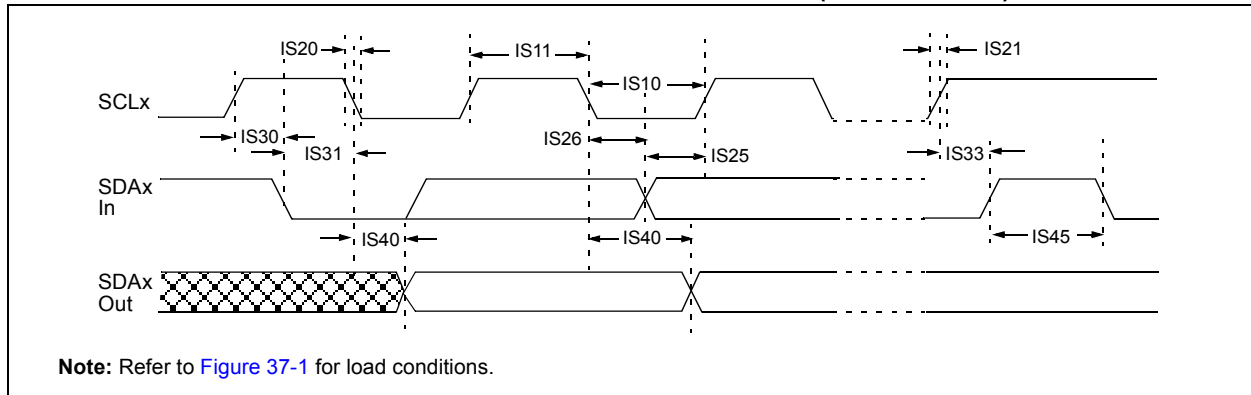 IS20
IS11
IS21
IS10
SCLx
IS30
IS26
IS31
IS25
IS33
SDAx
In
IS40
IS40
IS45
SDAx
Out
Note: Refer to Figure 37-1 for load conditions.